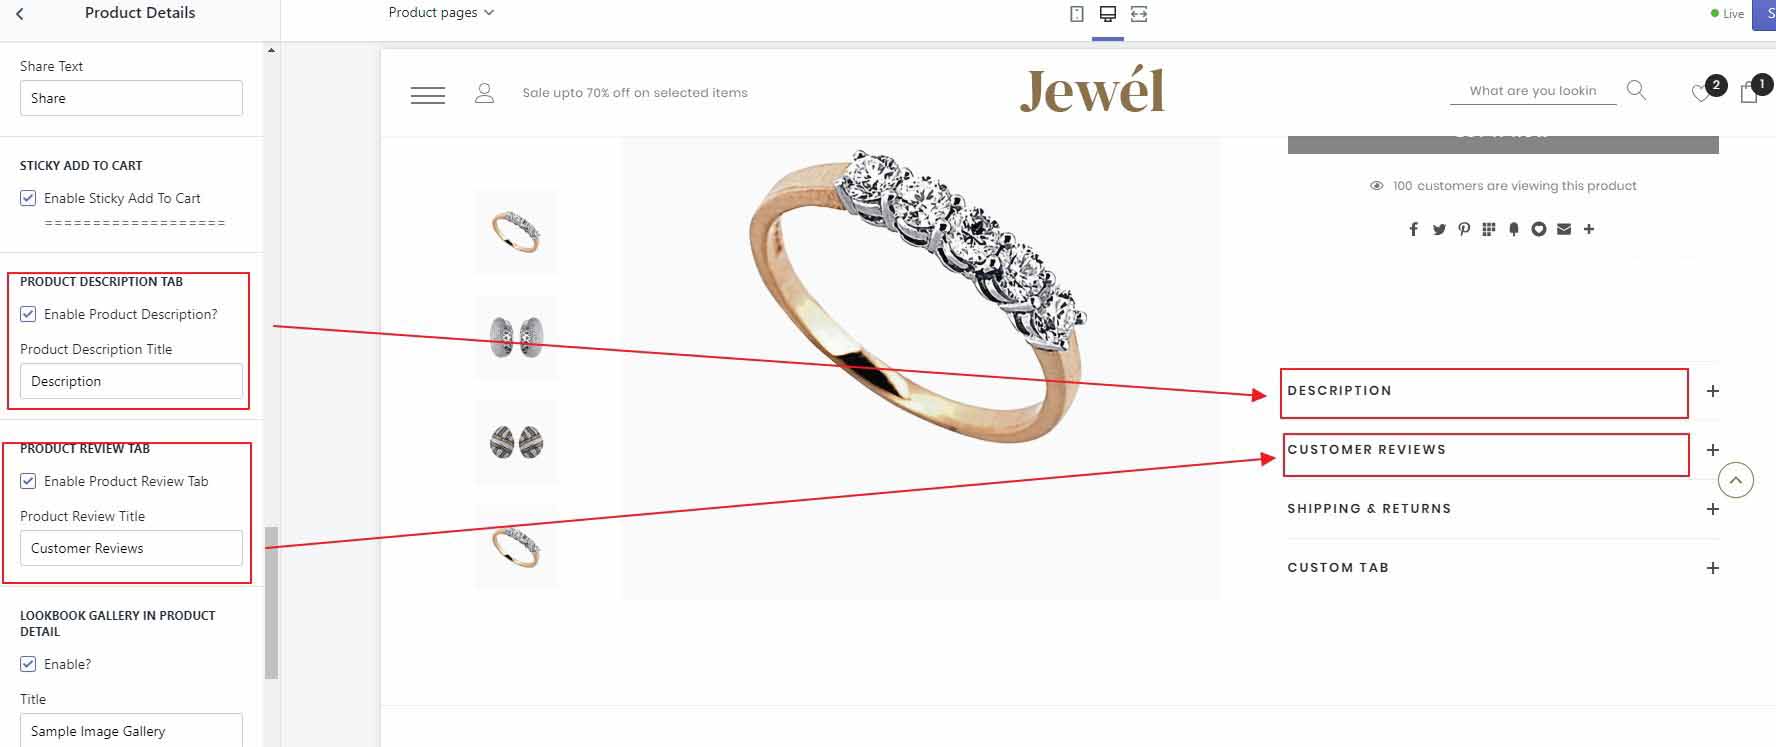 Product Details
Product pages
Live
S
Share Text
Share
STICKY ADD TO CART
Enable Sticky Add To Cart
===================
PRODUCT DESCRIPTION TAB
Enable Product Description?
Product Description Title
Description
PRODUCT REVIEW TAB
Enable Product Review Tab
Product Review Title
Customer Reviews
LOOKBOOK GALLERY IN PRODUCT
DETAIL
Enable?
Title
Sample Image Gallery
Sale upto 70% off on selected items
Jewél
What are you lookin
2
1
100 customers are viewing this product
DESCRIPTION
CUSTOMER REVIEWS
SHIPPING & RETURNS
CUSTOM TAB